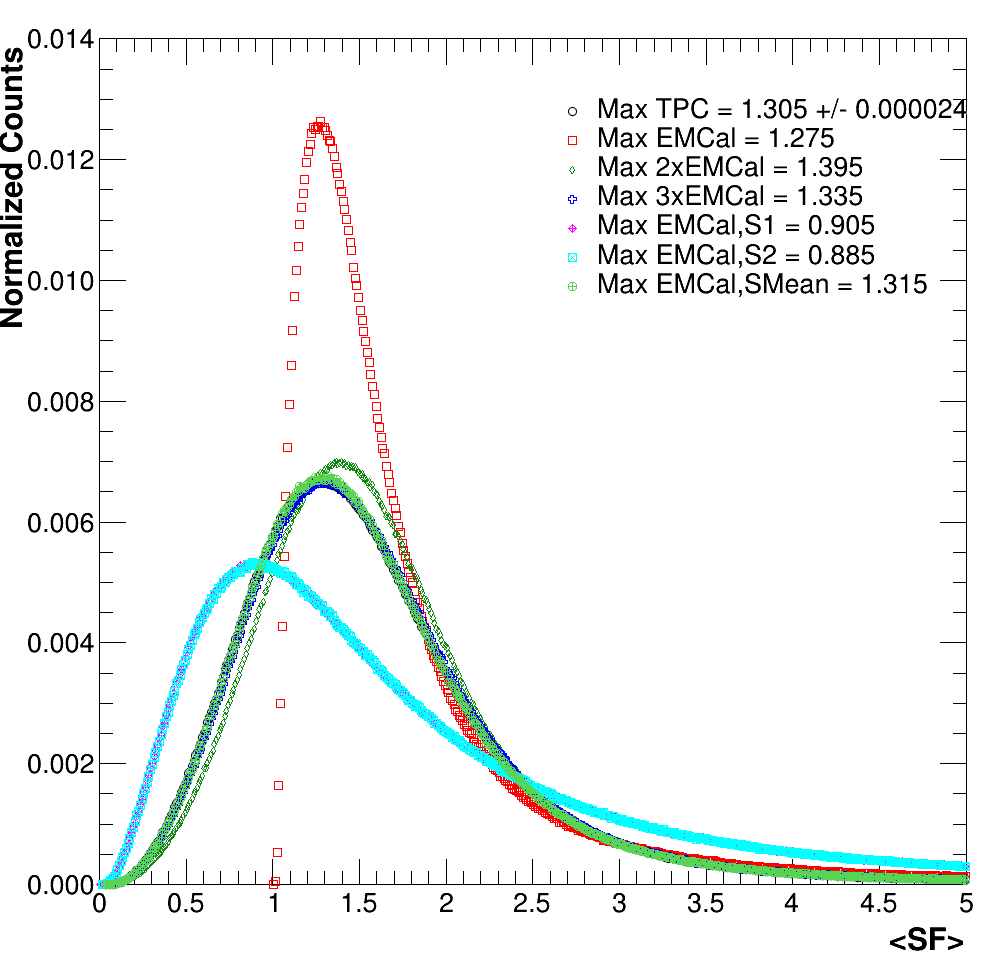 0.014
Normalized Counts
0.012
0.010
0.008
0.006
0.004
0.002
0.000
Max TPC = 1.305 +/- 0.000024
Max EMCal = 1.275
Max 2xEMCal = 1.395
Max 3xEMCal = 1.335
Max EMCal,S1 = 0.905
Max EMCal,S2 = 0.885
Max EMCal,SMean = 1.315
0 0.5 1 1.5 2 2.5 3 3.5 4 4.5 5
<SF>